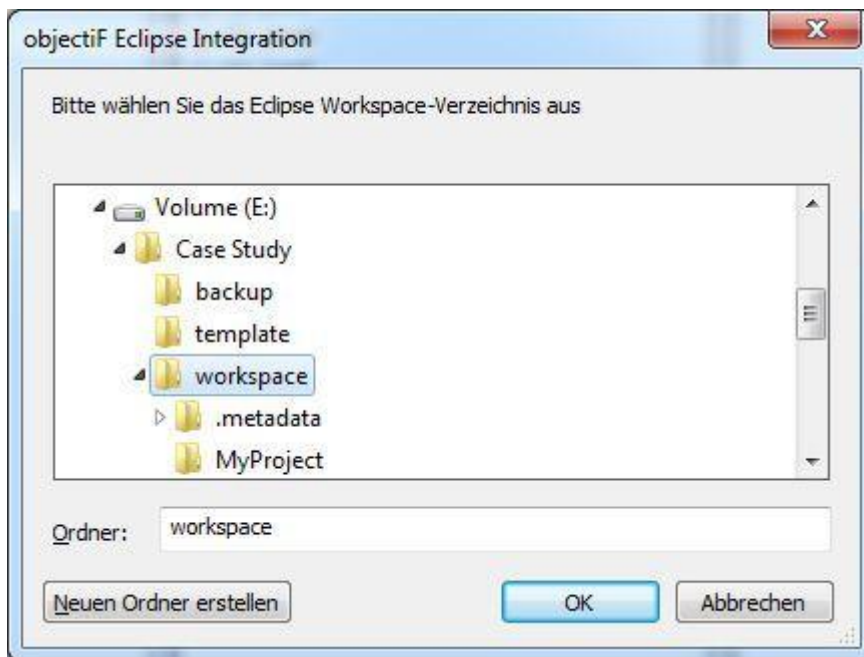 objectiF Eclipse Integration
Bitte wählen Sie das Eclipse Workspace-Verzeichnis aus
Volume (E:)
Case Study
backup
template
workspace
.metadata
MyProject
Ordner: workspace
Neuen Ordner erstellen OK Abbrechen